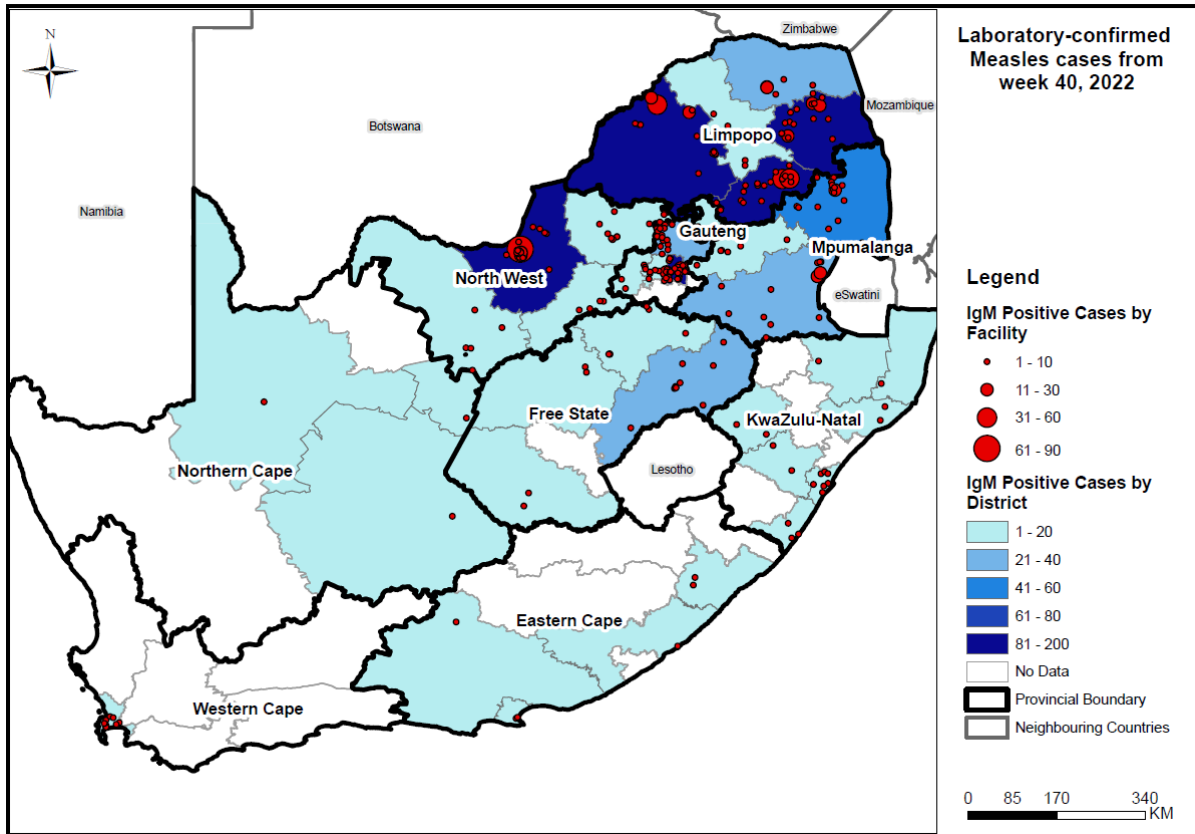 Laboratory-confirmed
Measles cases from
week 40, 2022
N
Zimbabwe
Mozambique
Botswana
Limpopo
Namibia
Gauteng
Mpumalanga
North West
eSwatini
Free State
KwaZulu-Natal
Northern Cape
Lesotho
Eastern Cape
Western Cape
Legend
IgM Positive Cases by
Facility
1 - 10
11 - 30
31 - 60
61 - 90
IgM Positive Cases by
District
1 - 20
21 - 40
41 - 60
61 - 80
81 - 200
No Data
Provincial Boundary
Neighbouring Countries
0 85 170 340
KM